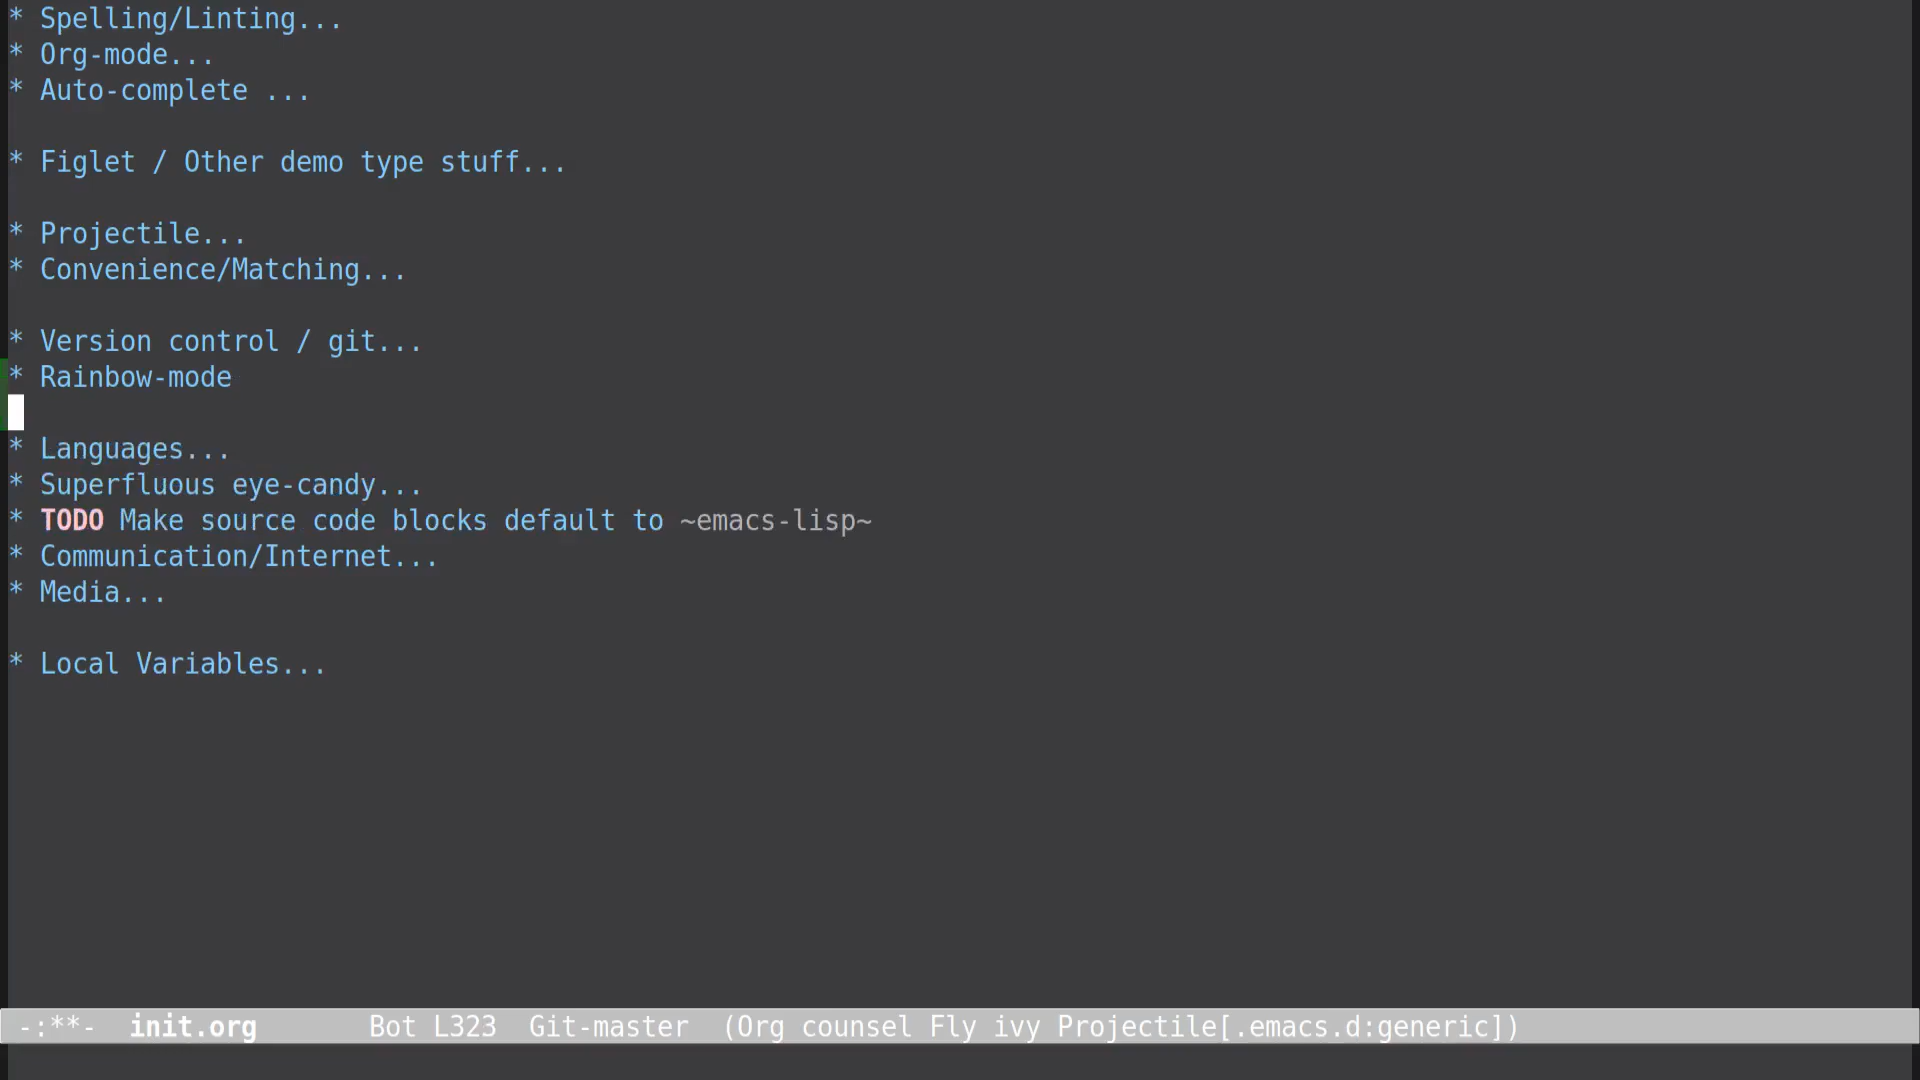 * Spelling/Linting...
* Org-mode...
* Auto-complete ...
* Figlet / Other demo type stuff...
* Projectile...
* Convenience/Matching...
* Version control / git...
* Rainbow-mode
* Languages...
* Superfluous eye-candy...
* TODO Make source code blocks default to ~emacs-lisp~
* Communication/Internet...
* Media...
* Local Variables...
-:**-  init.org       Bot L323  Git-master  (Org counsel Fly ivy Projectile[.emacs.d:generic])